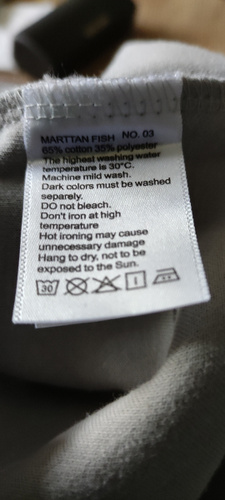 MARTTAN FISH NO. 03
65% cotton 35% polyester
The highest washing water
temperature is 30°C.
Machine mild wash.
Dark colors must be washed
separely.
DO not bleach.
Don't iron at high
temperature
Hot ironing may cause
unnecessary damage
Hang to dry, not to be
exposed to the Sun.
30